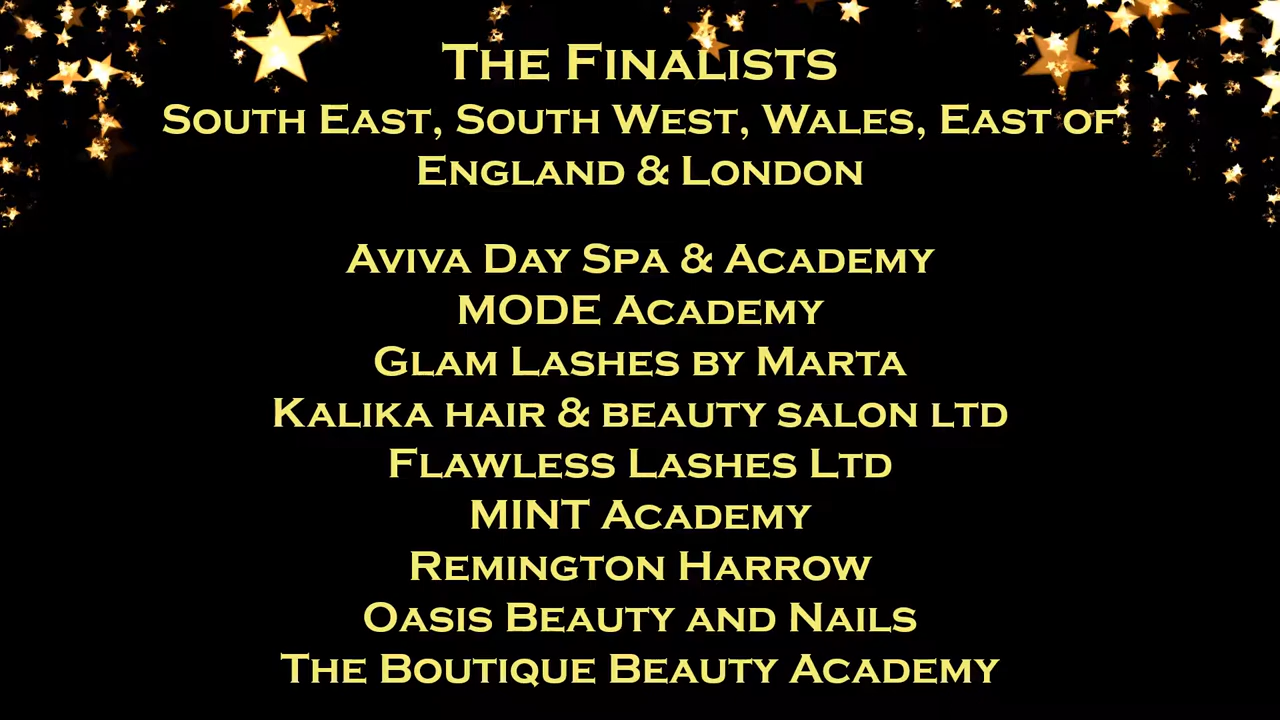 The Finalists
South East, South West, Wales, East of
England & London
Aviva Day Spa & Academy
MODE Academy
Glam Lashes by Marta
Kalika hair & beauty salon ltd
Flawless Lashes Ltd
MINT Academy
Remington Harrow
Oasis Beauty and Nails
The Boutique Beauty Academy